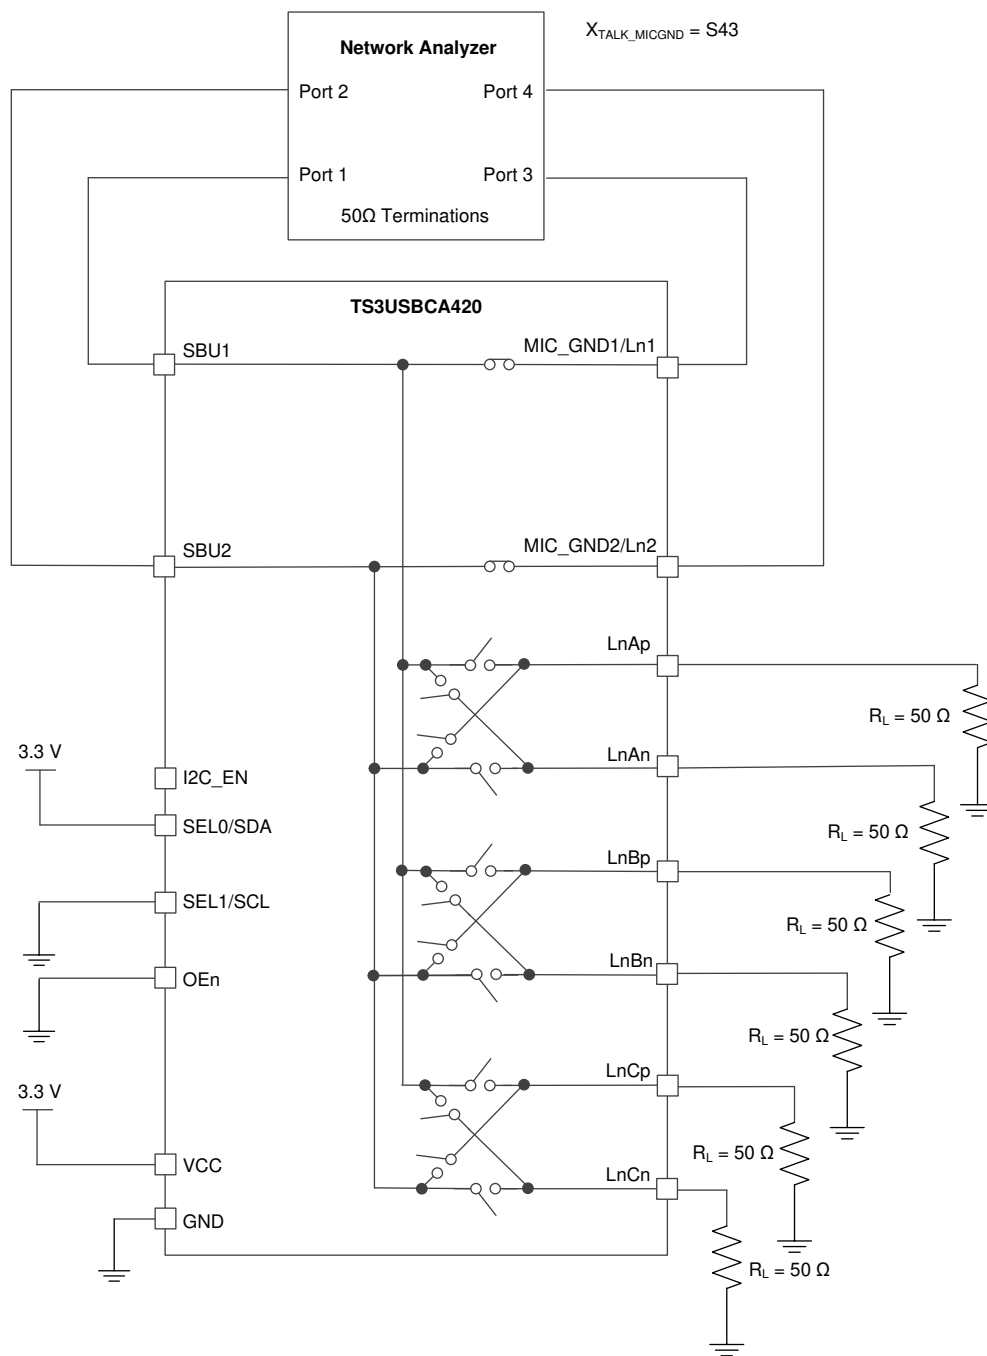 X_TALK_MICGND = S43
Network Analyzer
Port 2
Port 4
Port 1
Port 3
50Ω Terminations
TS3USBCA420
SBU1
MIC_GND1/Ln1
SBU2
MIC_GND2/Ln2
LnAp
R_L = 50 Ω
3.3 V
LnAn
I2C_EN
SEL0/SDA
R_L = 50 Ω
LnBp
SEL1/SCL
R_L = 50 Ω
LnBn
OEn
R_L = 50 Ω
LnCp
3.3 V
R_L = 50 Ω
VCC
LnCn
GND
R_L = 50 Ω